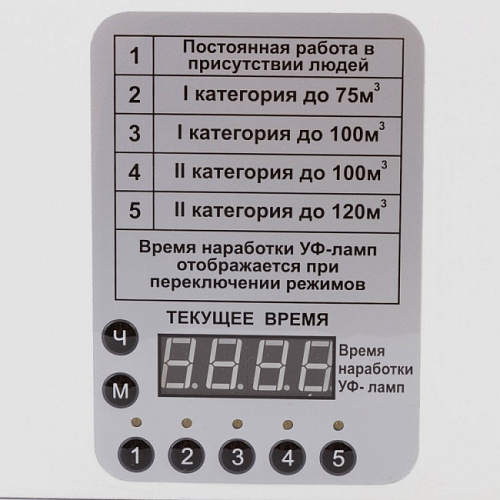 1 Постоянная работа в
присутствии людей
2 I категория до 75м³
3 I категория до 100м³
4 II категория до 100м³
5 II категория до 120м³
Время наработки УФ-ламп
отображается при
переключении режимов
ТЕКУЩЕЕ ВРЕМЯ
Ч
М
Время
наработки
УФ- ламп
1 2 3 4 5